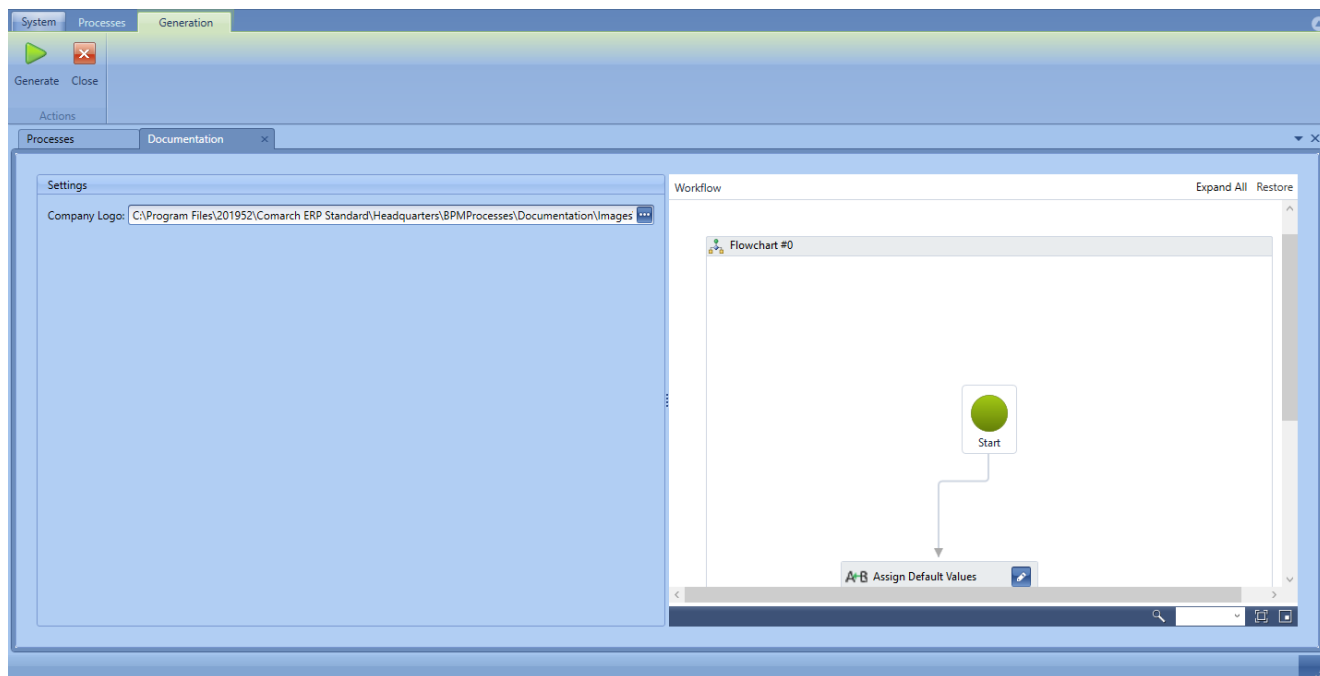 System Processes Generation
Generate Close
Actions
Processes Documentation
Settings
Company Logo: C:\Program Files\201952\Comarch ERP Standard\Headquarters\BPMProcesses\Documentation\Images
Workflow Expand All Restore
Flowchart #0
Start
A+B Assign Default Values